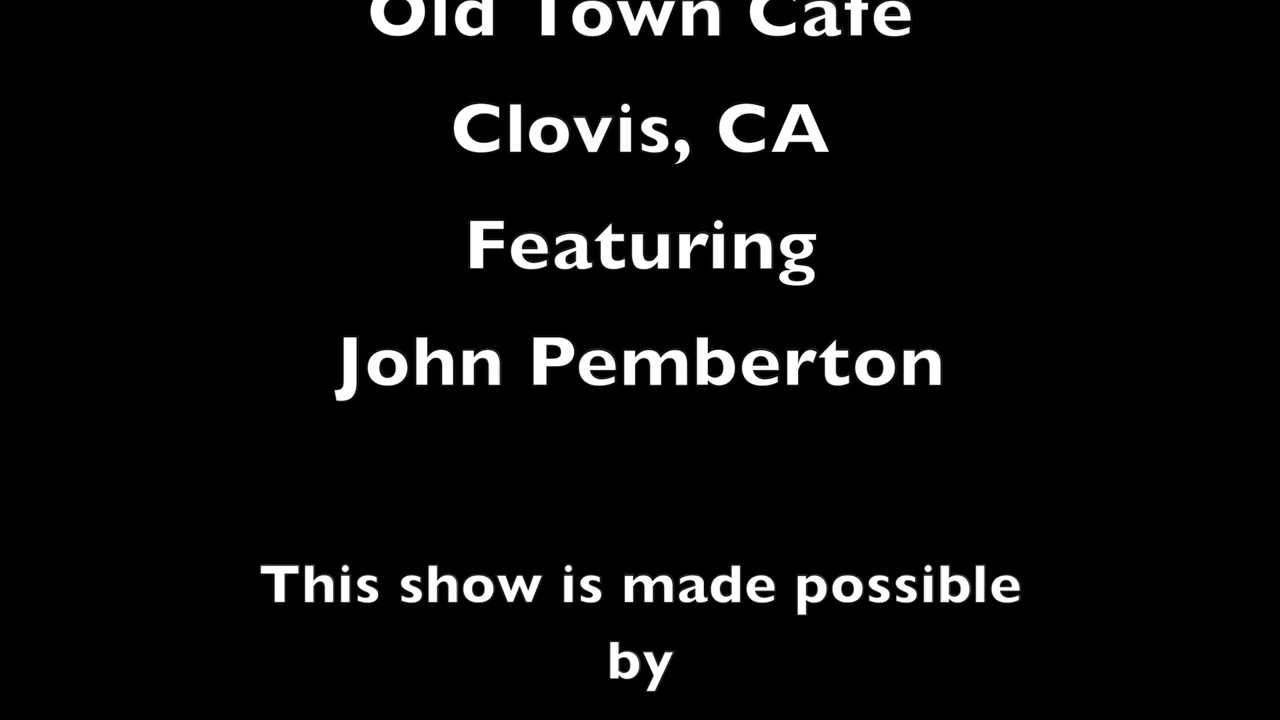 Old Town Cafe
Clovis, CA
Featuring
John Pemberton
This show is made possible
by